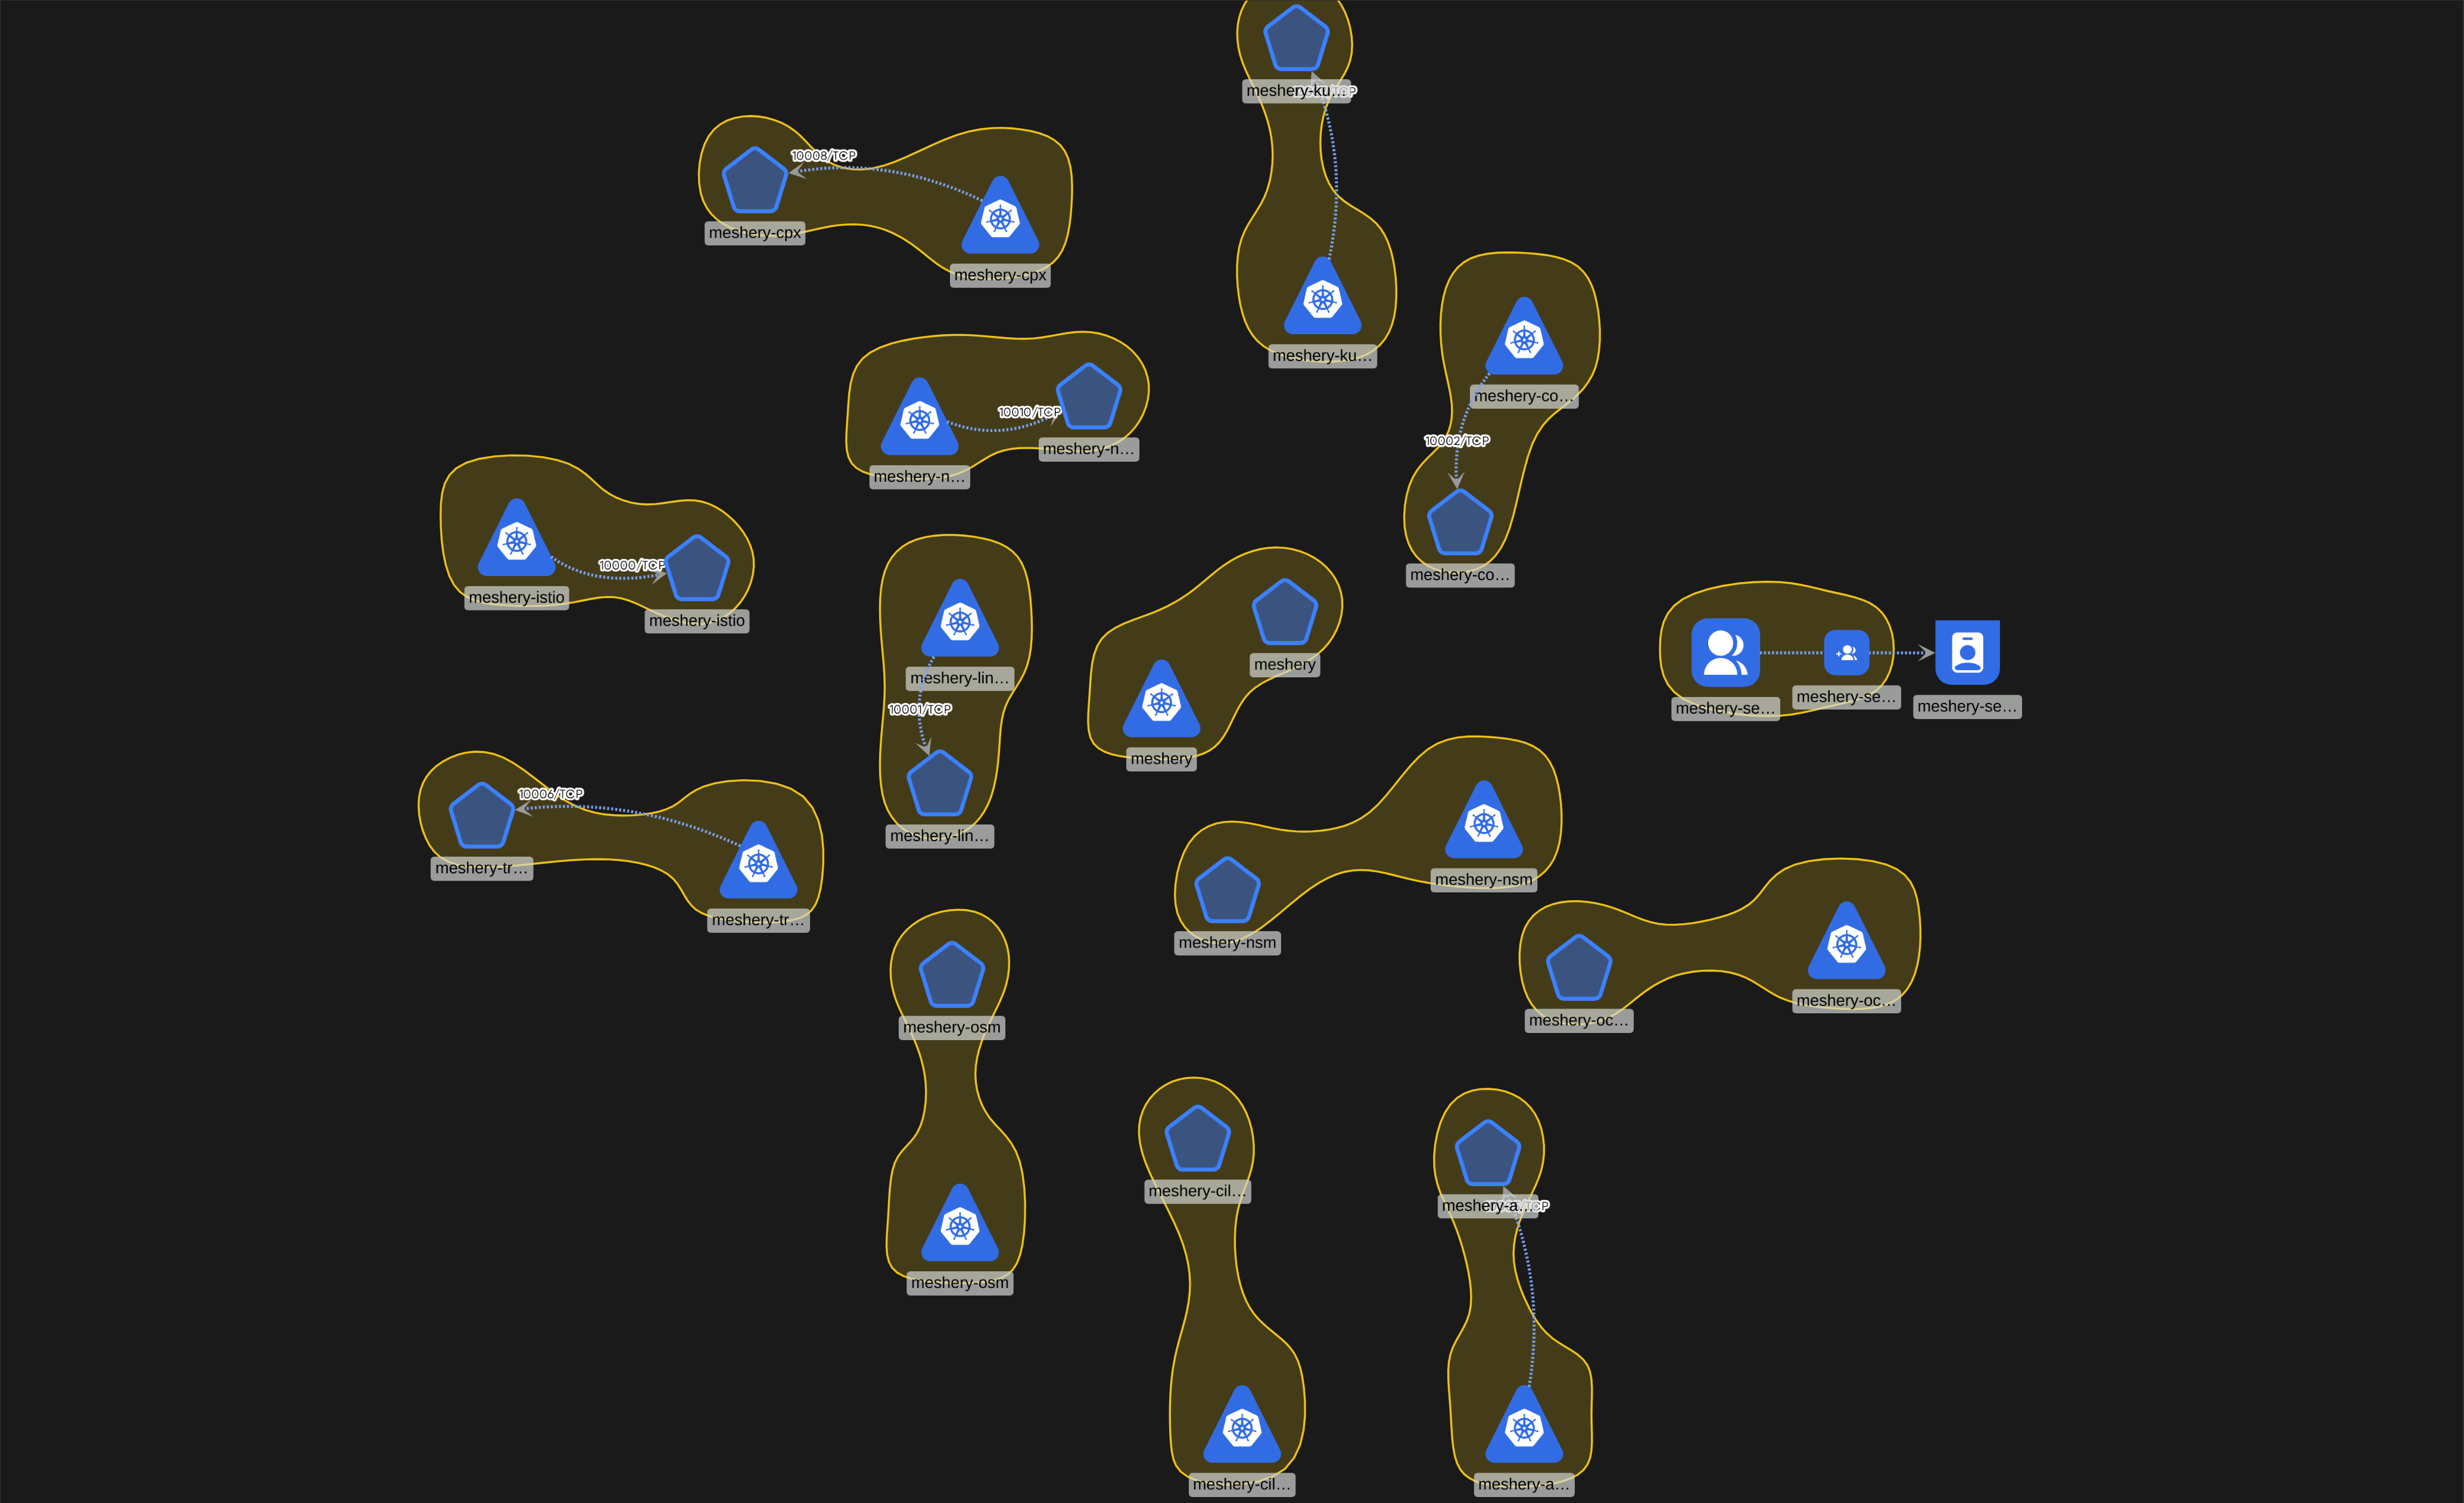 meshery-ku...
10008/TCP
meshery-cpx
meshery-cpx
meshery-ku...
meshery-co...
10010/TCP
meshery-n...
meshery-n...
10002/TCP
meshery-co...
10000/TCP
meshery-istio
meshery-istio
meshery-lin...
10001/TCP
meshery-lin...
meshery
meshery
meshery-se...
meshery-se...
meshery-se...
10006/TCP
meshery-tr...
meshery-tr...
meshery-nsm
meshery-nsm
meshery-oc...
meshery-oc...
meshery-osm
meshery-osm
meshery-cil...
meshery-a...
meshery-cil...
meshery-a...